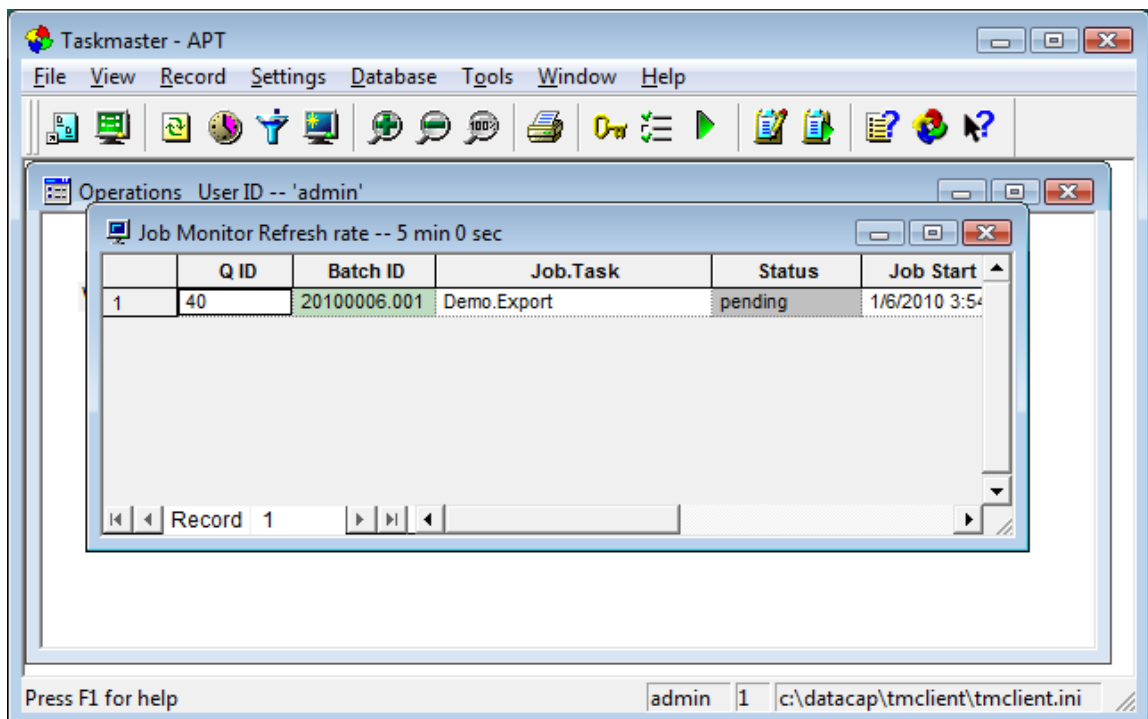 Taskmaster - APT
File View Record Settings Database Tools Window Help
100%
Operations User ID -- 'admin'
Job Monitor Refresh rate -- 5 min 0 sec
Q ID Batch ID Job.Task Status Job Start
1 40 20100006.001 Demo.Export pending 1/6/2010 3:54
Record 1
Press F1 for help admin 1 c:\datacap\tmclient\tmclient.ini